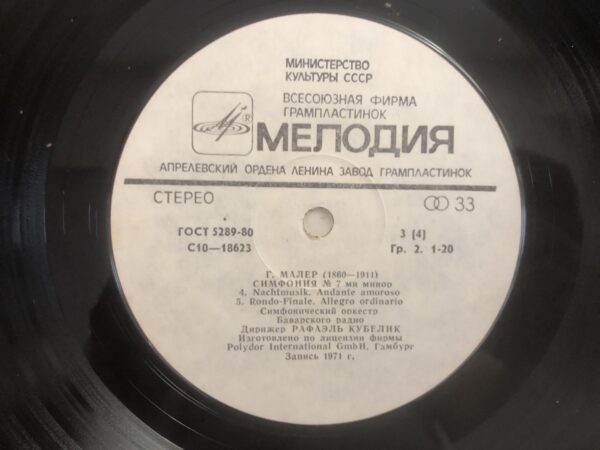 МИНИСТЕРСТВО
КУЛЬТУРЫ СССР
ВСЕСОЮЗНАЯ ФИРМА
ГРАМПЛАСТИНОК
®
МЕЛОДИЯ
АПРЕЛЕВСКИЙ ОРДЕНА ЛЕНИНА ЗАВОД ГРАМПЛАСТИНОК
СТЕРЕО 33
ГОСТ 5289-80 3 (4)
С10—18623 Гр. 2. 1-20
Г. МАЛЕР (1860—1911)
СИМФОНИЯ № 7 ми минор
4. Nachtmusik. Andante amoroso
5. Rondo-Finale. Allegro ordinario
Симфонический оркестр
Баварского радио
Дирижер РАФАЭЛЬ КУБЕЛИК
Изготовлено по лицензии фирмы
Polydor International GmbH, Гамбург
Запись 1971 г.